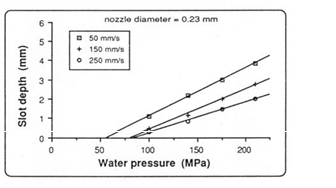 nozzle diameter = 0.23 mm
50 mm/s
150 mm/s
250 mm/s
Slot depth (mm)
6
5
4
3
2
1
0
0
50
100
150
200
Water pressure (MPa)